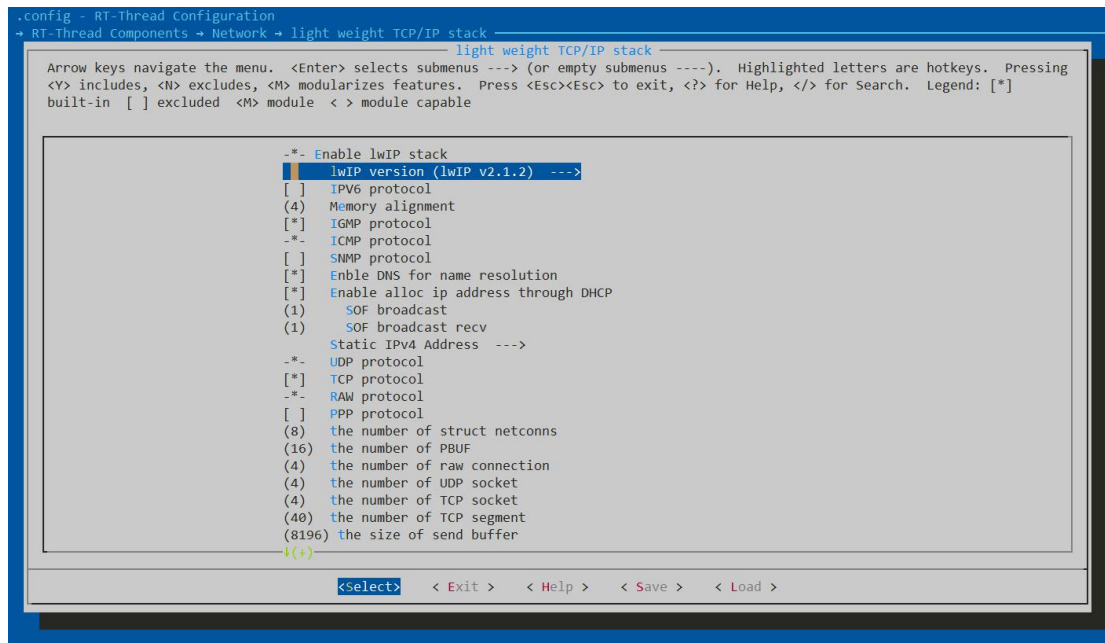 .config - RT-Thread Configuration
→ RT-Thread Components → Network → light weight TCP/IP stack
light weight TCP/IP stack
Arrow keys navigate the menu. <Enter> selects submenus ---> (or empty submenus ----). Highlighted letters are hotkeys. Pressing
<Y> includes, <N> excludes, <M> modularizes features. Press <Esc><Esc> to exit, <?> for Help, </> for Search. Legend: [*]
built-in [ ] excluded <M> module < > module capable
-*- Enable lwIP stack
lwIP version (lwIP v2.1.2) --->
[ ] IPV6 protocol
(4) Memory alignment
[*] IGMP protocol
-*- ICMP protocol
[ ] SNMP protocol
[*] Enble DNS for name resolution
[*] Enable alloc ip address through DHCP
(1) SOF broadcast
(1) SOF broadcast recv
Static IPv4 Address --->
-*- UDP protocol
[*] TCP protocol
-*- RAW protocol
[ ] PPP protocol
(8) the number of struct netconns
(16) the number of PBUF
(4) the number of raw connection
(4) the number of UDP socket
(4) the number of TCP socket
(40) the number of TCP segment
(8196) the size of send buffer
↓(+)
<Select> < Exit > < Help > < Save > < Load >